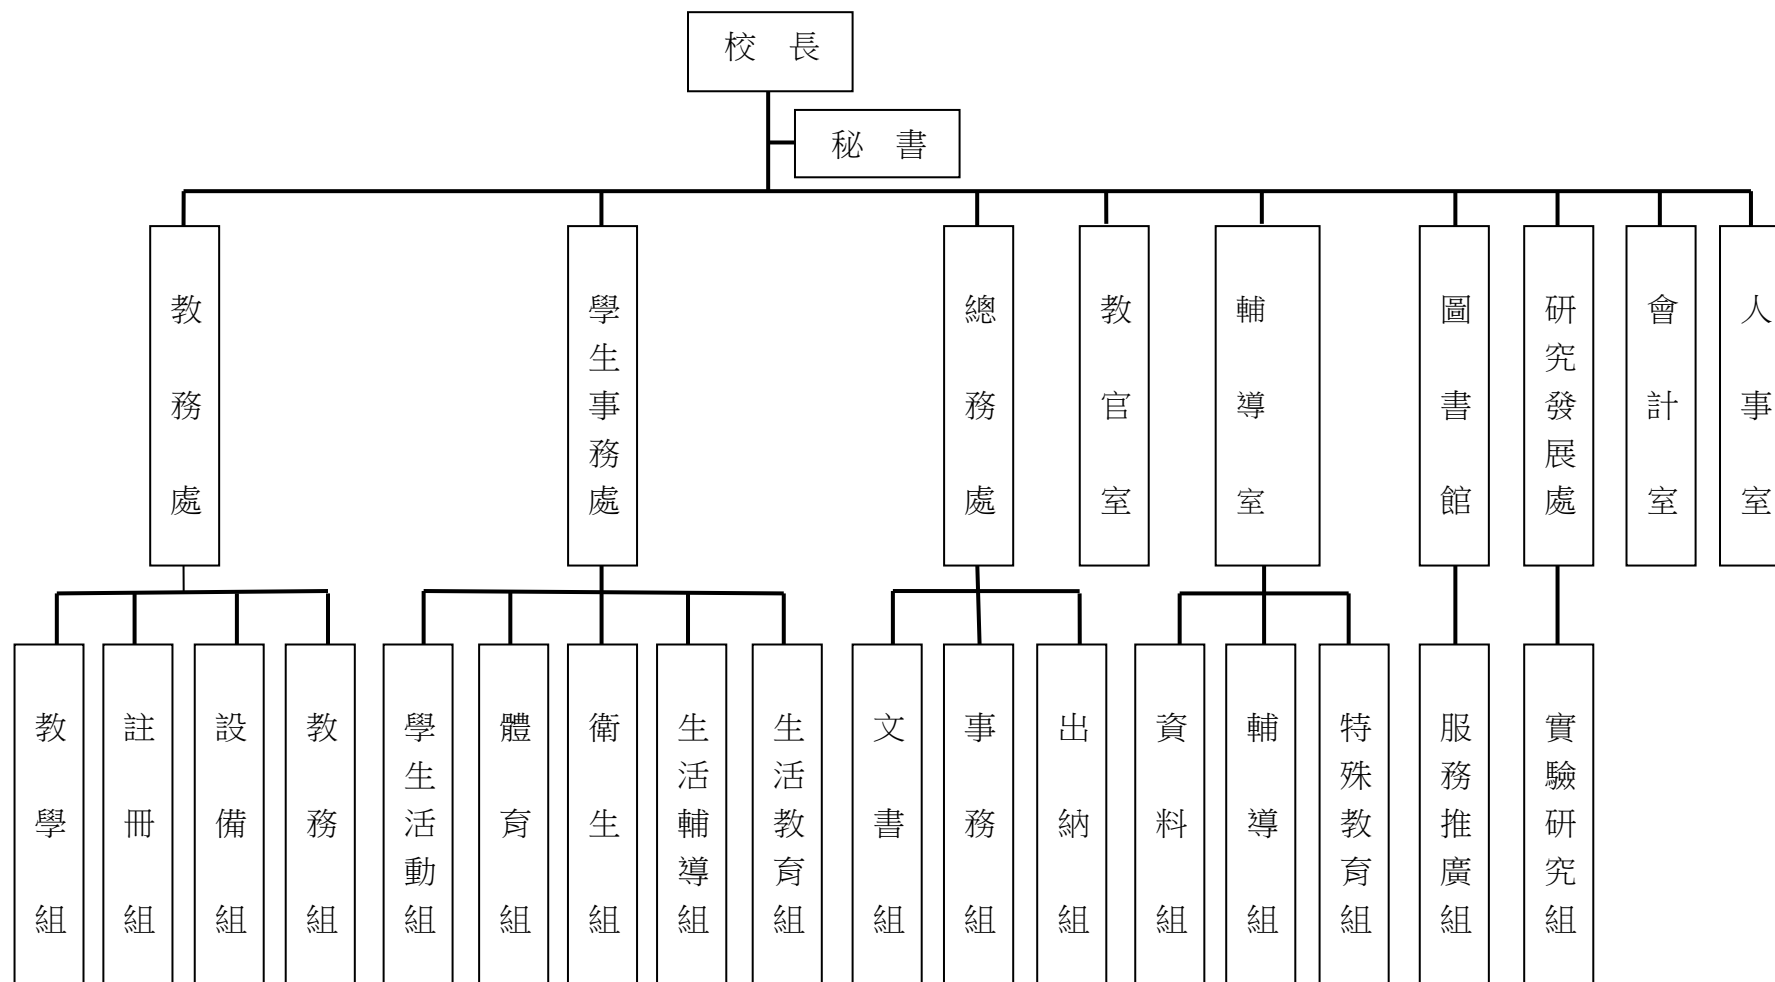 校　長
秘　書
教務處
學生事務處
總務處
教官室
輔導室
圖書館
研究發展處
會計室
人事室
教學組
註冊組
設備組
教務組
學生活動組
體育組
衛生組
生活輔導組
生活教育組
文書組
事務組
出納組
資料組
輔導組
特殊教育組
服務推廣組
實驗研究組